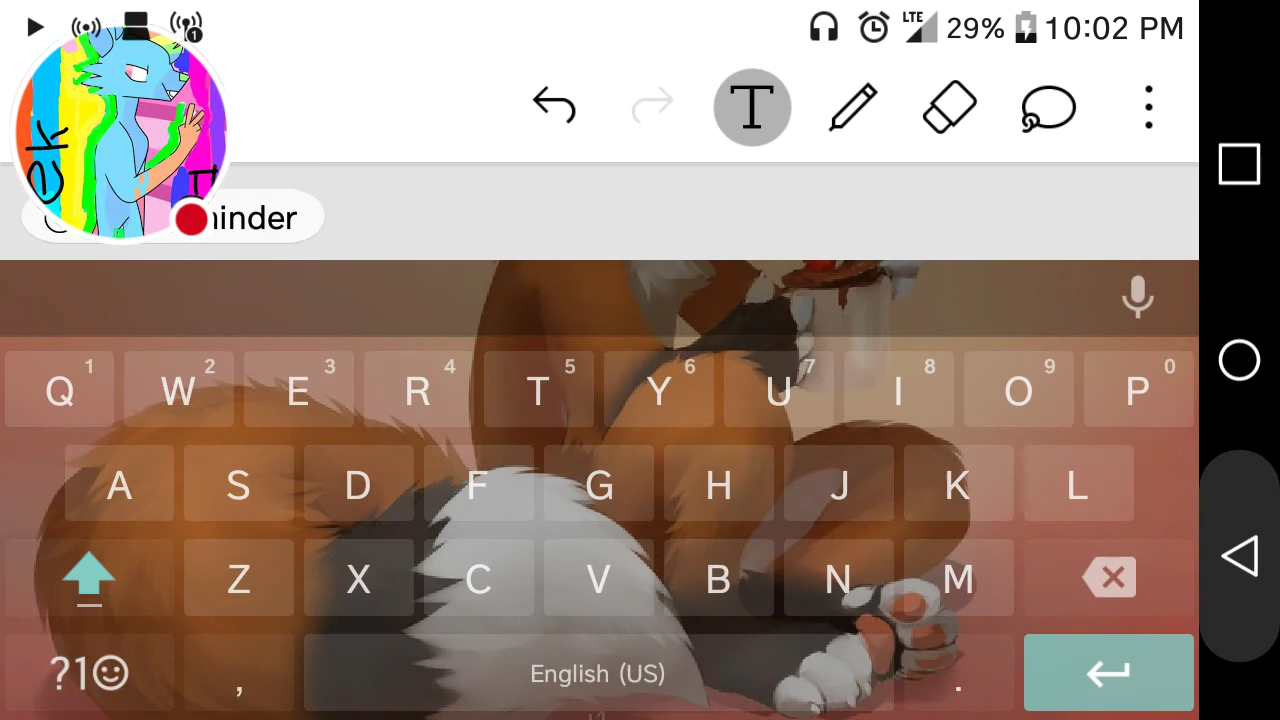 LTE 29% 10:02 PM
T
ek
inder
1 2 3 4 5 6 7 8 9 0
Q W E R T Y U I O P
A S D F G H J K L
Z X C V B N M
?1 , English (US) .